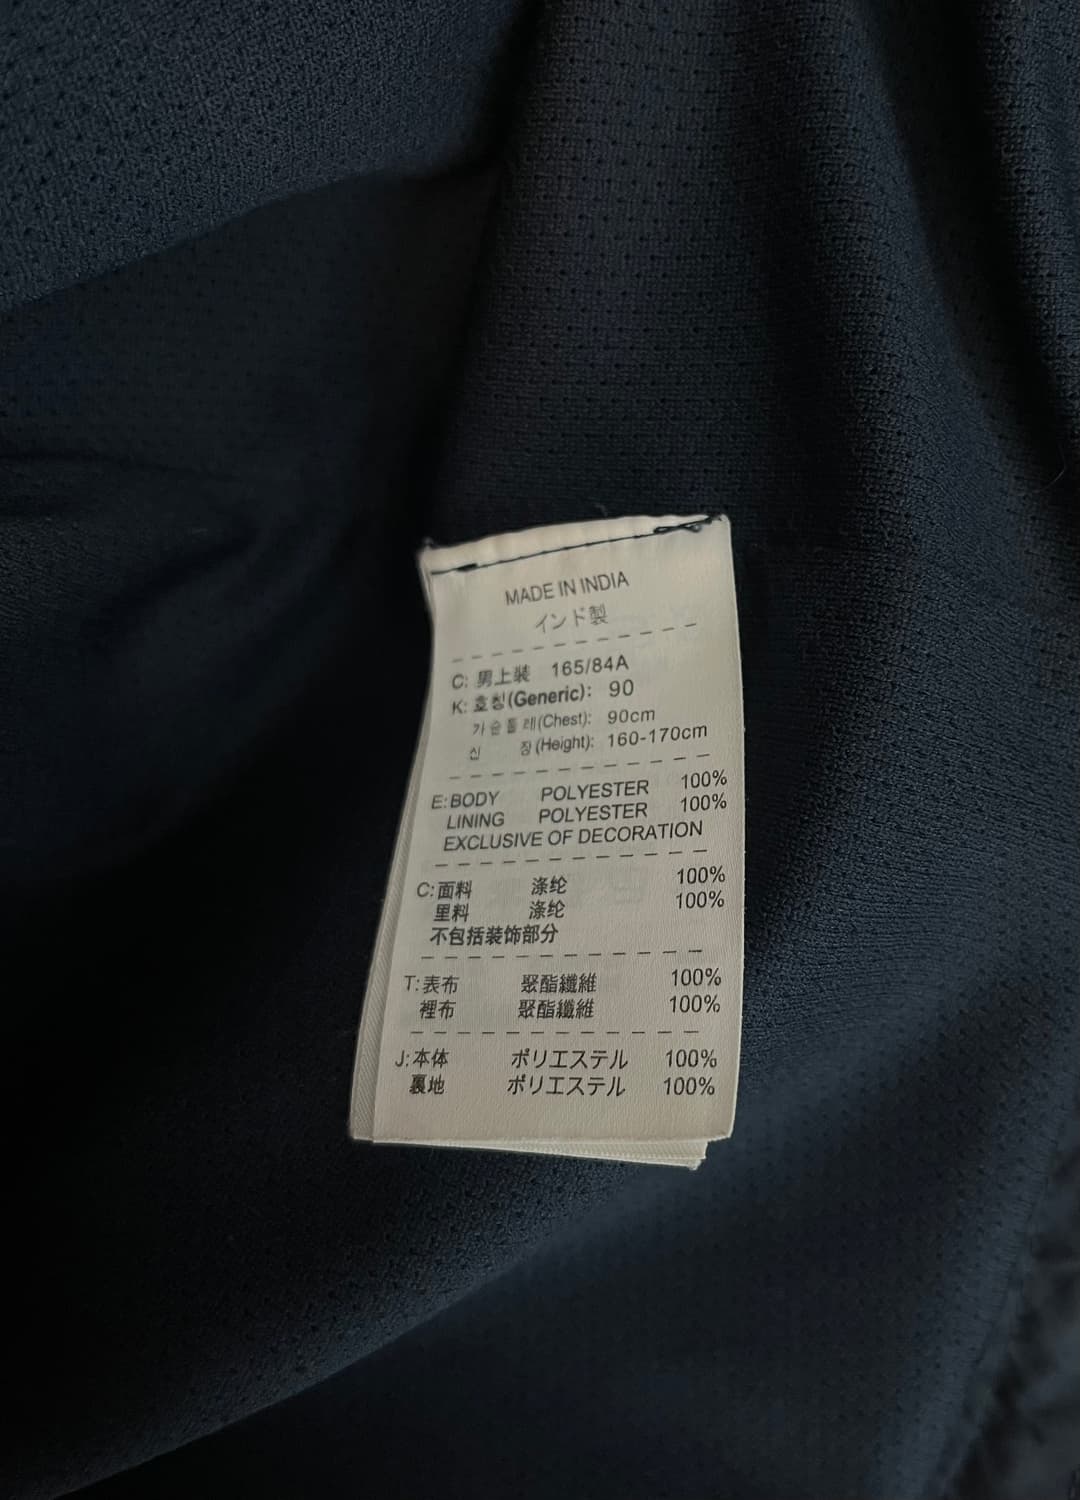 MADE IN INDIA
インド製
C: 男上装 165/84A
K: 호칭(Generic): 90
가슴둘레(Chest): 90cm
신 장(Height): 160-170cm
E:BODY POLYESTER 100%
LINING POLYESTER 100%
EXCLUSIVE OF DECORATION
C:面料 涤纶 100%
里料 涤纶 100%
不包括装饰部分
T:表布 聚酯纖維 100%
裡布 聚酯纖維 100%
J:本体 ポリエステル 100%
裏地 ポリエステル 100%